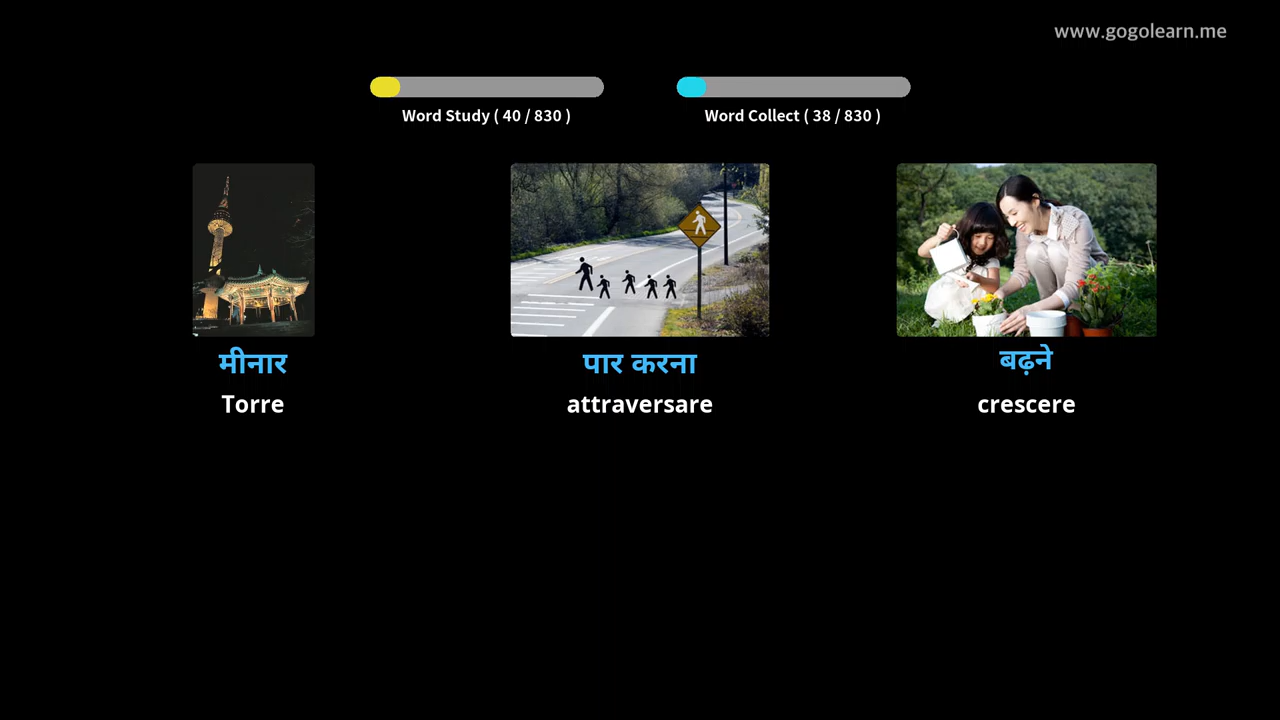 www.gogolearn.me
Word Study ( 40 / 830 )
Word Collect ( 38 / 830 )
मीनार
Torre
पार करना
attraversare
बढ़ने
crescere